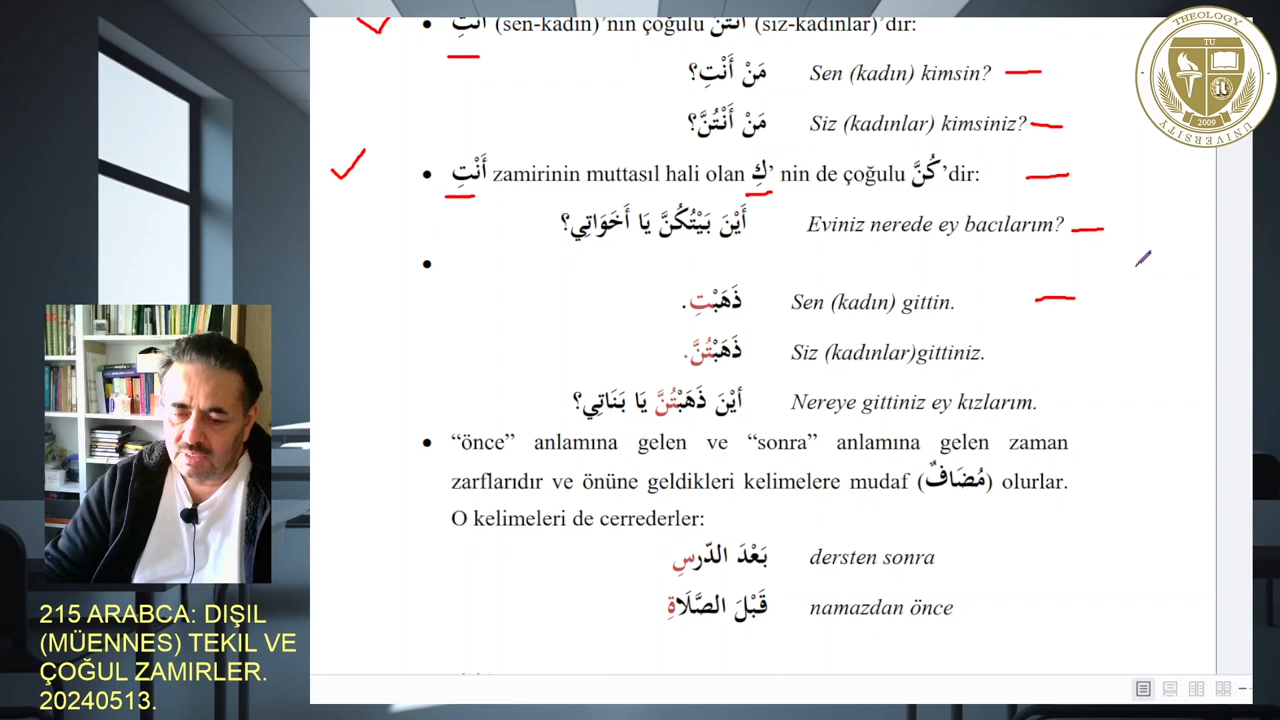 • أَنْتِ (sen-kadın)’nın çoğulu أَنْتُنَّ (siz-kadınlar)’dır:
مَنْ أَنْتِ؟ Sen (kadın) kimsin?
مَنْ أَنْتُنَّ؟ Siz (kadınlar) kimsiniz?
• أَنْتِ zamirinin muttasıl hali olan كِ’ nin de çoğulu كُنَّ’dir:
أَيْنَ بَيْتُكُنَّ يَا أَخَوَاتِي؟ Eviniz nerede ey bacılarım?
•
ذَهَبْتِ. Sen (kadın) gittin.
ذَهَبْتُنَّ. Siz (kadınlar)gittiniz.
أيْنَ ذَهَبْتُنَّ يَا بَنَاتِي؟ Nereye gittiniz ey kızlarım.
• “önce” anlamına gelen ve “sonra” anlamına gelen zaman
zarflarıdır ve önüne geldikleri kelimelere mudaf (مُضَافٌ) olurlar.
O kelimeleri de cerrederler:
بَعْدَ الدّرسِ dersten sonra
قَبْلَ الصَّلَاةِ namazdan önce
215 ARABCA: DIŞIL
(MÜENNES) TEKIL VE
ÇOĞUL ZAMIRLER.
20240513.
THEOLOGY
TU
it
2009
UNIVERSITY